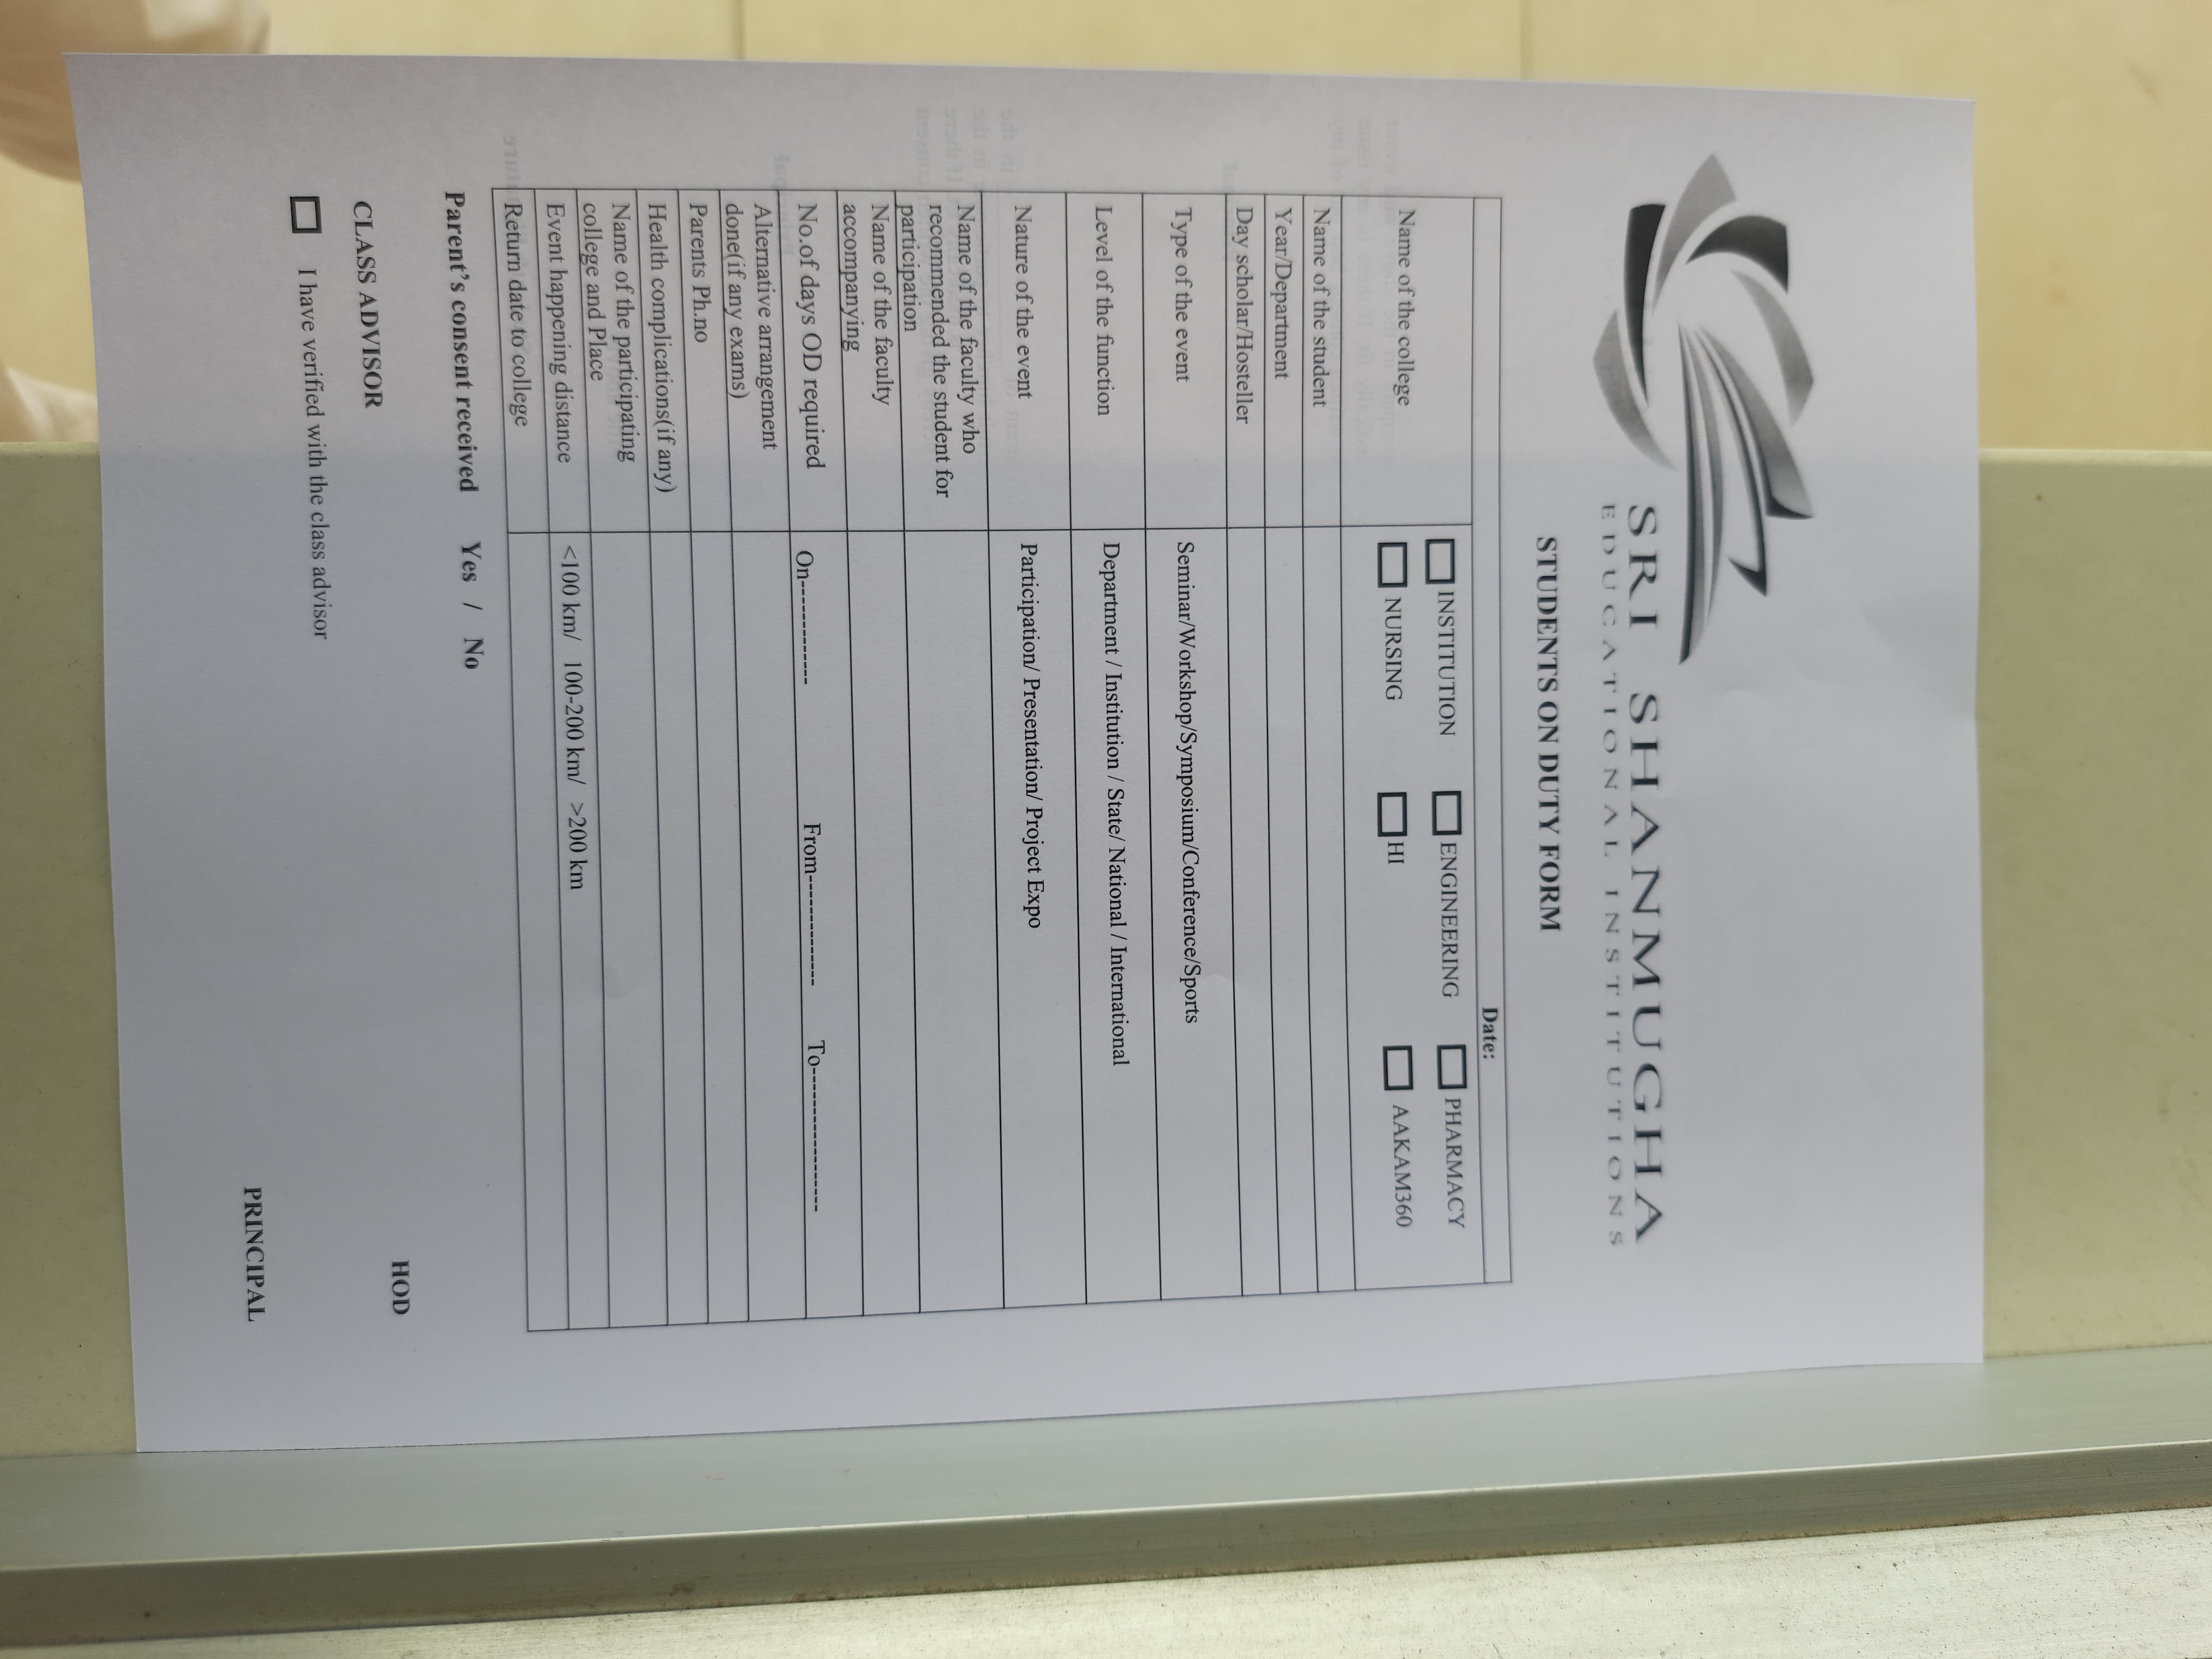 SRI SHANMUGHA
EDUCATIONAL INSTITUTIONS
STUDENTS ON DUTY FORM
Date:
Name of the college
☐ INSTITUTION ☐ ENGINEERING ☐ PHARMACY
☐ NURSING ☐ HI ☐ AAKAM360
Name of the student
Year/Department
Day scholar/Hosteller
Type of the event Seminar/Workshop/Symposium/Conference/Sports
Level of the function Department / Institution / State/ National / International
Nature of the event Participation/ Presentation/ Project Expo
Name of the faculty who
recommended the student for
participation
Name of the faculty
accompanying
No.of days OD required On------------ From-------------- To------------------
Alternative arrangement
done(if any exams)
Parents Ph.no
Health complications(if any)
Name of the participating
college and Place
Event happening distance <100 km/ 100-200 km/ >200 km
Return date to college
Parent's consent received Yes / No
CLASS ADVISOR HOD
☐ I have verified with the class advisor
PRINCIPAL